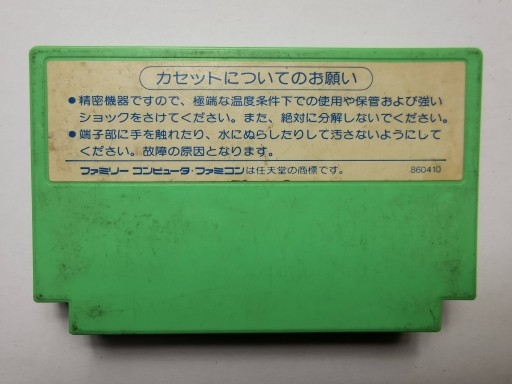 カセットについてのお願い
●精密機器ですので、極端な温度条件下での使用や保管および強い
ショックをさけてください。また、絶対に分解しないでください。
●端子部に手を触れたり、水にぬらしたりして汚さないようにして
ください。故障の原因となります。
ファミリー コンピュータ・ファミコンは任天堂の商標です。
860410